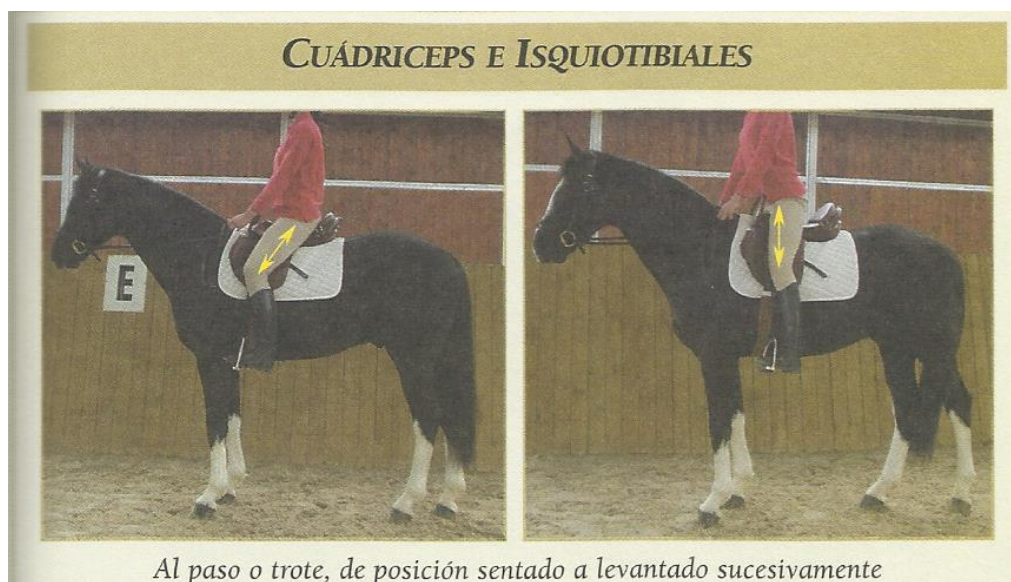 CUÁDRICEPS E ISQUIOTIBIALES
E
Al paso o trote, de posición sentado a levantado sucesivamente